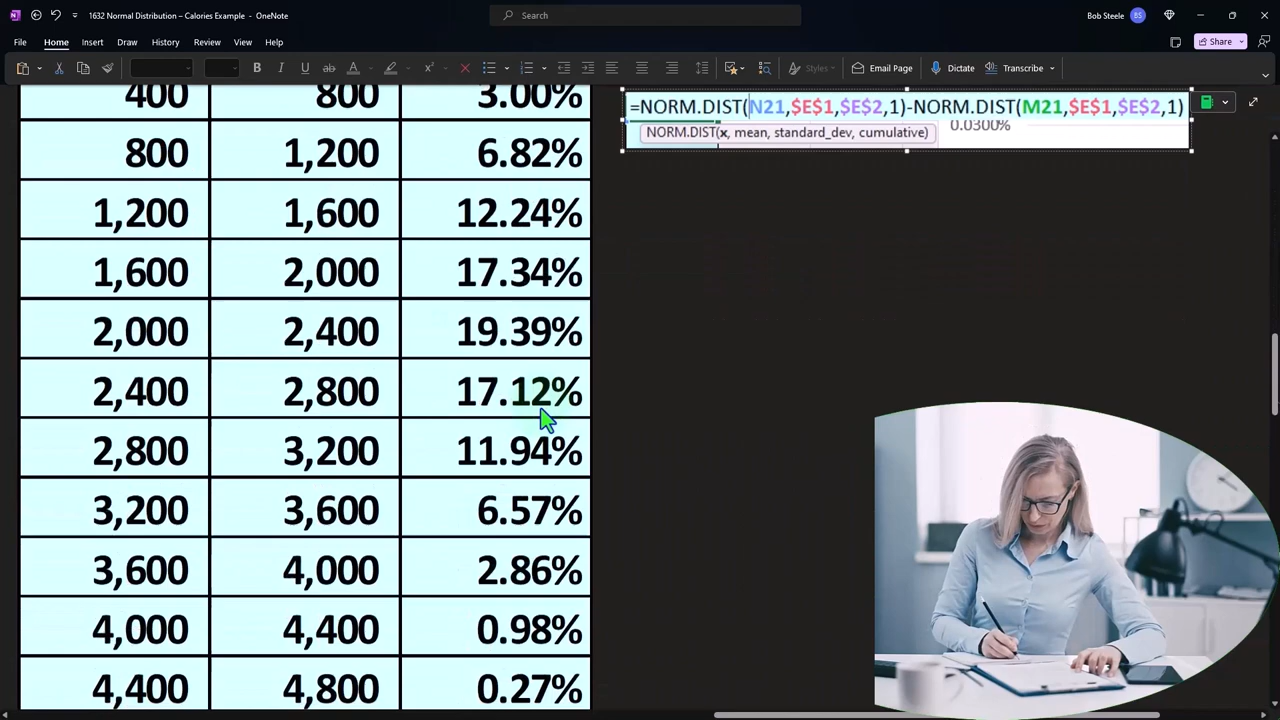 1632 Normal Distribution – Calories Example - OneNote
Search
Bob Steele
BS
File Home Insert Draw History Review View Help
Share
Styles
Email Page
Dictate
Transcribe
400 800 3.00%
800 1,200 6.82%
1,200 1,600 12.24%
1,600 2,000 17.34%
2,000 2,400 19.39%
2,400 2,800 17.12%
2,800 3,200 11.94%
3,200 3,600 6.57%
3,600 4,000 2.86%
4,000 4,400 0.98%
4,400 4,800 0.27%
=NORM.DIST(N21,$E$1,$E$2,1)-NORM.DIST(M21,$E$1,$E$2,1)
NORM.DIST(x, mean, standard_dev, cumulative)
0.0300%